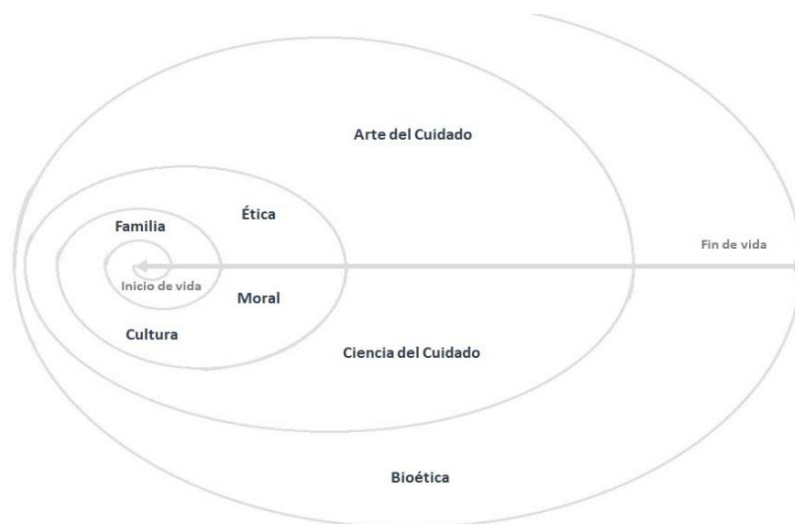 Arte del Cuidado
Ética
Familia
Fin de vida
Inicio de vida
Moral
Cultura
Ciencia del Cuidado
Bioética